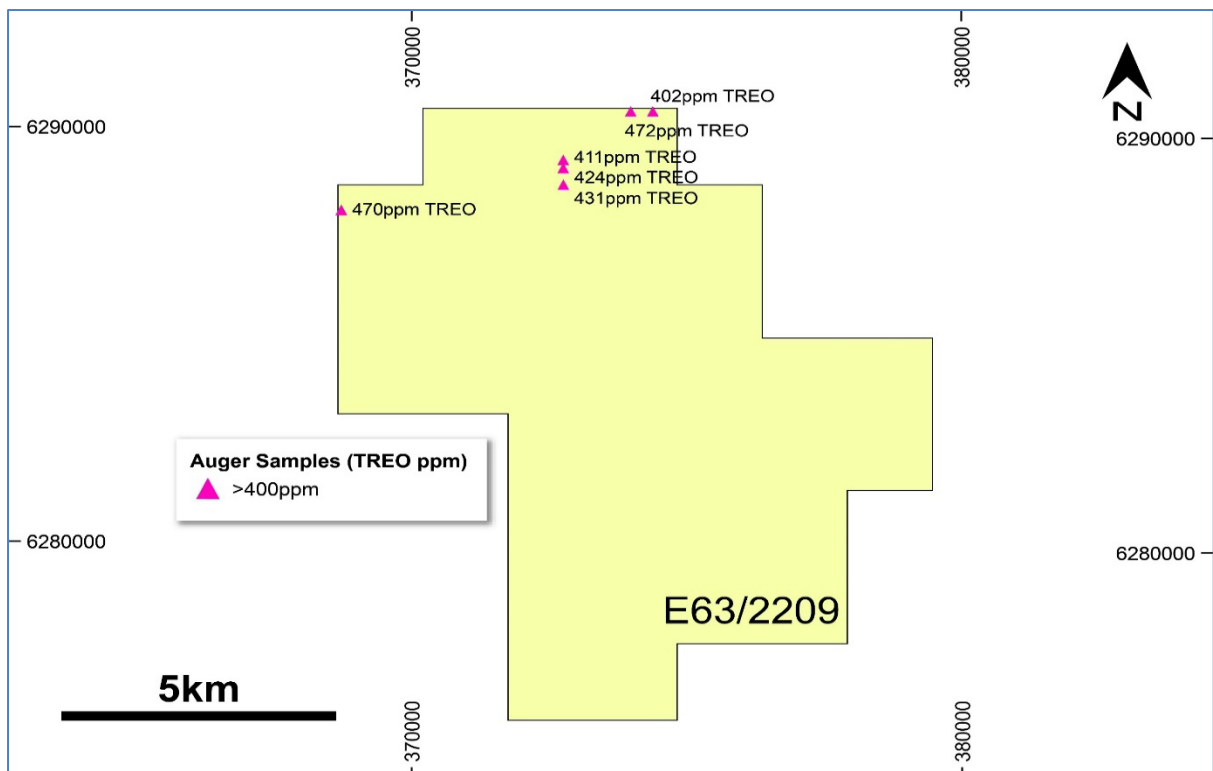 370000
380000
6290000
6290000
402ppm TREO
472ppm TREO
411ppm TREO
424ppm TREO
431ppm TREO
470ppm TREO
Auger Samples (TREO ppm)
>400ppm
6280000
6280000
E63/2209
5km
370000
380000
N